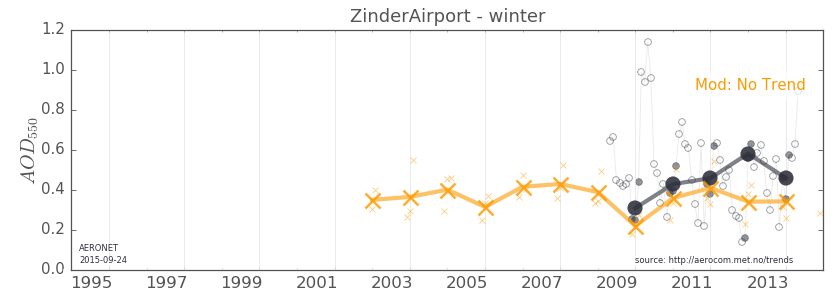 ZinderAirport - winter
1.2
1.0
0.8
0.6
0.4
0.2
0.0
AOD550
Mod: No Trend
AERONET
2015-09-24
source: http://aerocom.met.no/trends
1995 1997 1999 2001 2003 2005 2007 2009 2011 2013